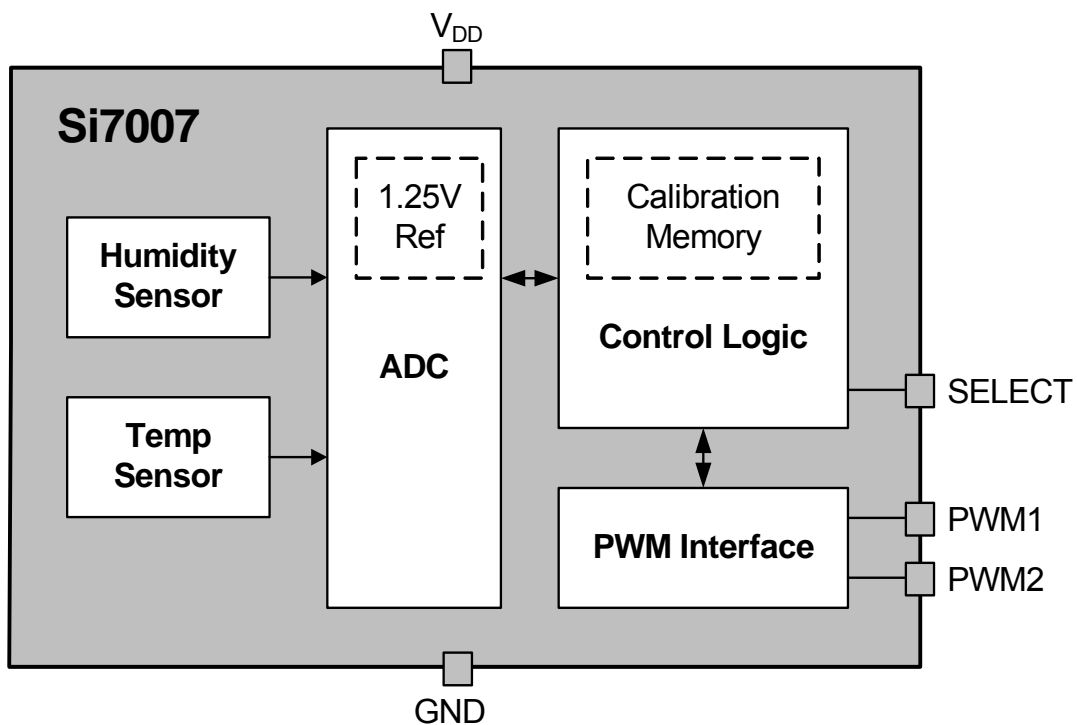 V_DD
Si7007
Humidity
Sensor
Temp
Sensor
1.25V
Ref
ADC
Calibration
Memory
Control Logic
PWM Interface
SELECT
PWM1
PWM2
GND